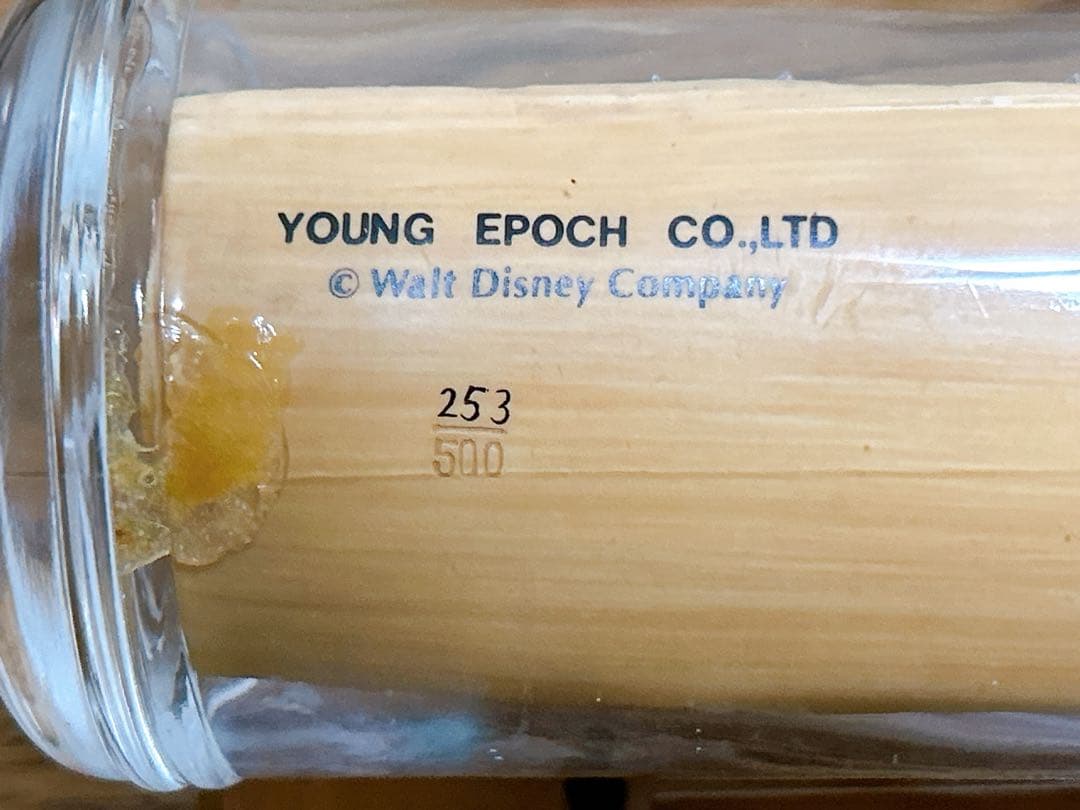 YOUNG EPOCH CO.,LTD
© Walt Disney Company
253
500